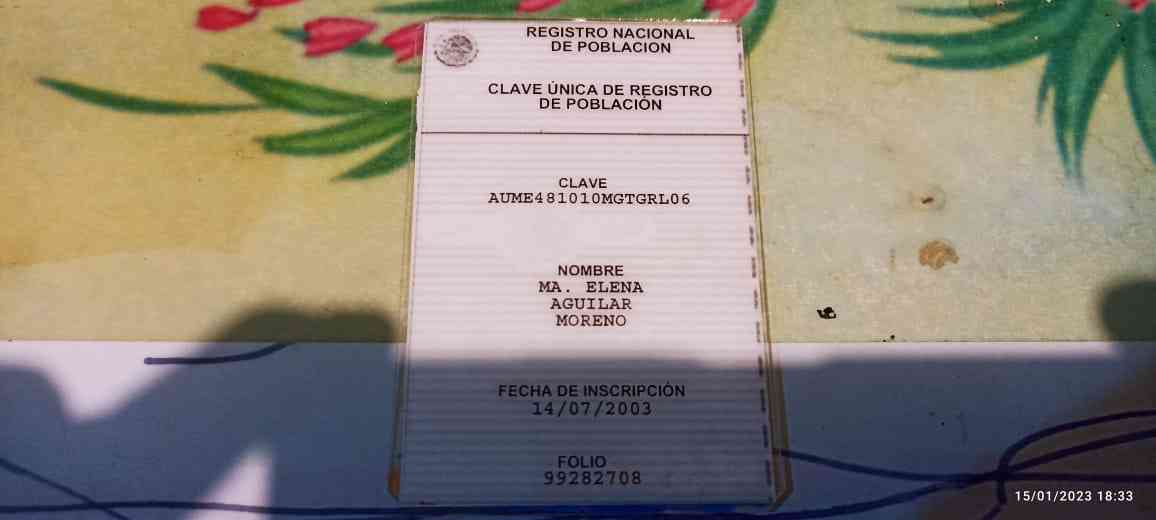 REGISTRO NACIONAL
DE POBLACION
CLAVE ÚNICA DE REGISTRO
DE POBLACIÓN
CLAVE
AUME481010MGTGRL06
NOMBRE
MA. ELENA
AGUILAR
MORENO
FECHA DE INSCRIPCIÓN
14/07/2003
FOLIO
99282708
15/01/2023 18:33